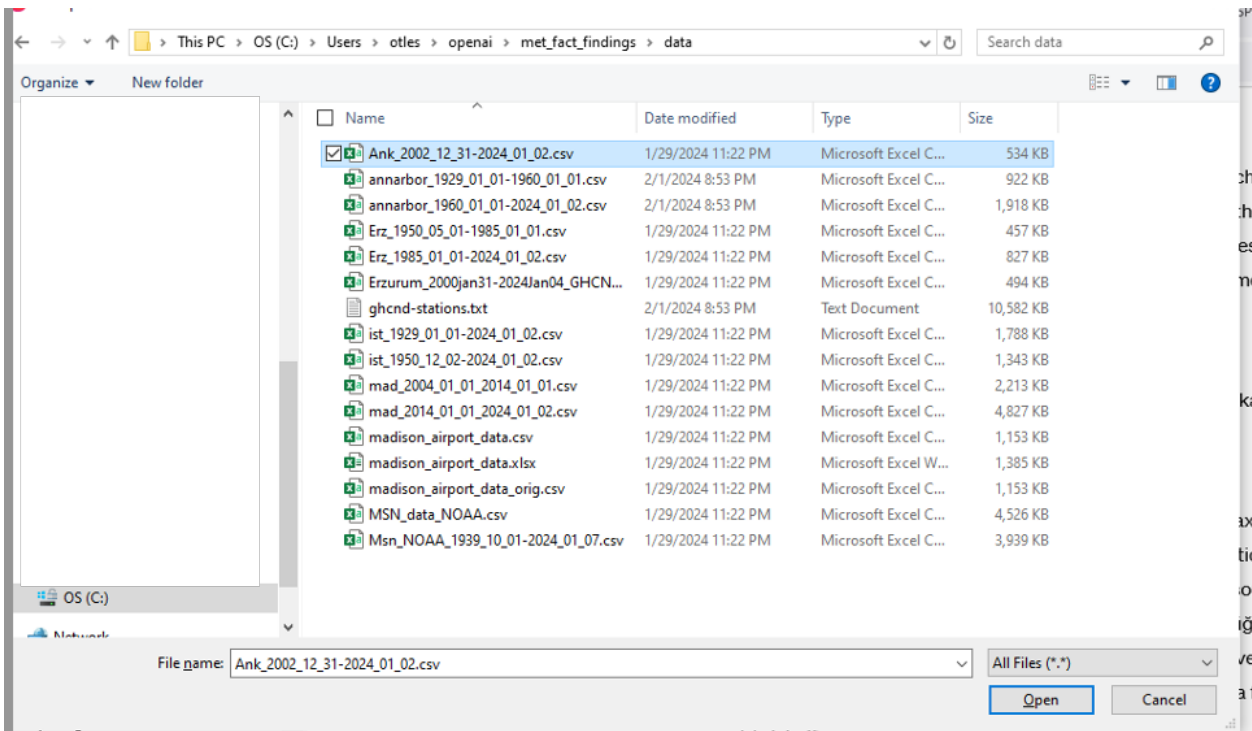 This PC > OS (C:) > Users > otles > openai > met_fact_findings > data
Search data
Organize
New folder
Name Date modified Type Size
Ank_2002_12_31-2024_01_02.csv 1/29/2024 11:22 PM Microsoft Excel C... 534 KB
annarbor_1929_01_01-1960_01_01.csv 2/1/2024 8:53 PM Microsoft Excel C... 922 KB
annarbor_1960_01_01-2024_01_02.csv 2/1/2024 8:53 PM Microsoft Excel C... 1,918 KB
Erz_1950_05_01-1985_01_01.csv 1/29/2024 11:22 PM Microsoft Excel C... 457 KB
Erz_1985_01_01-2024_01_02.csv 1/29/2024 11:22 PM Microsoft Excel C... 827 KB
Erzurum_2000jan31-2024Jan04_GHCN... 1/29/2024 11:22 PM Microsoft Excel C... 494 KB
ghcnd-stations.txt 2/1/2024 8:53 PM Text Document 10,582 KB
ist_1929_01_01-2024_01_02.csv 1/29/2024 11:22 PM Microsoft Excel C... 1,788 KB
ist_1950_12_02-2024_01_02.csv 1/29/2024 11:22 PM Microsoft Excel C... 1,343 KB
mad_2004_01_01_2014_01_01.csv 1/29/2024 11:22 PM Microsoft Excel C... 2,213 KB
mad_2014_01_01_2024_01_02.csv 1/29/2024 11:22 PM Microsoft Excel C... 4,827 KB
madison_airport_data.csv 1/29/2024 11:22 PM Microsoft Excel C... 1,153 KB
madison_airport_data.xlsx 1/29/2024 11:22 PM Microsoft Excel W... 1,385 KB
madison_airport_data_orig.csv 1/29/2024 11:22 PM Microsoft Excel C... 1,153 KB
MSN_data_NOAA.csv 1/29/2024 11:22 PM Microsoft Excel C... 4,526 KB
Msn_NOAA_1939_10_01-2024_01_07.csv 1/29/2024 11:22 PM Microsoft Excel C... 3,939 KB
OS (C:)
Network
File name: Ank_2002_12_31-2024_01_02.csv
All Files (*.*)
Open
Cancel